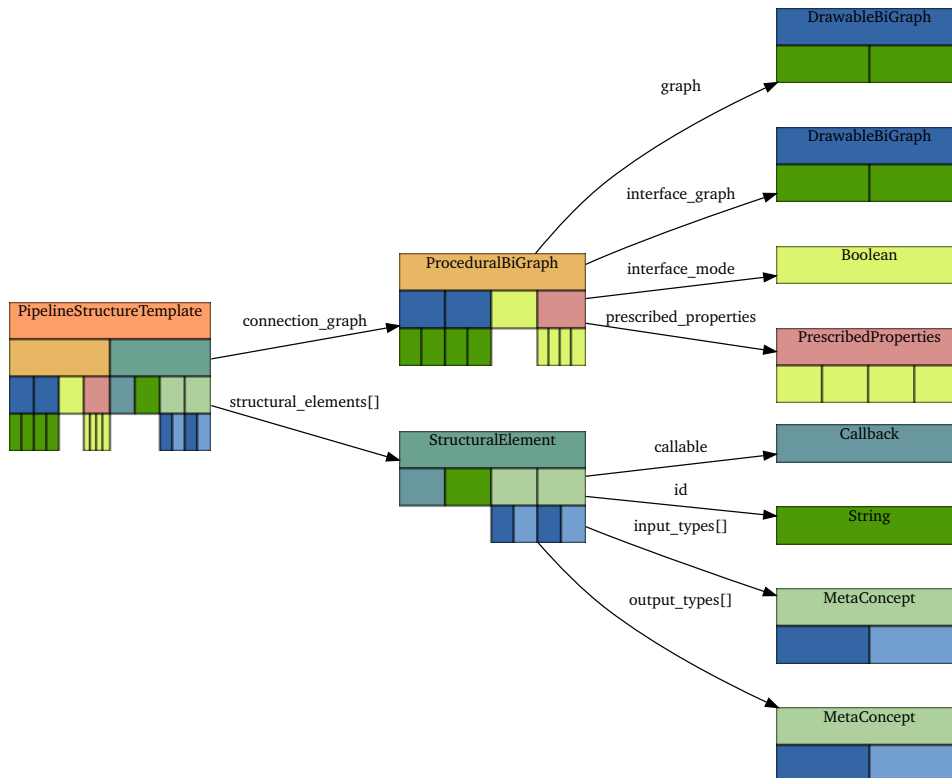 DrawableBiGraph
graph
DrawableBiGraph
interface_graph
ProceduralBiGraph
Boolean
interface_mode
PipelineStructureTemplate
connection_graph
prescribed_properties
PrescribedProperties
structural_elements[]
StructuralElement
callable
Callback
id
String
input_types[]
MetaConcept
output_types[]
MetaConcept